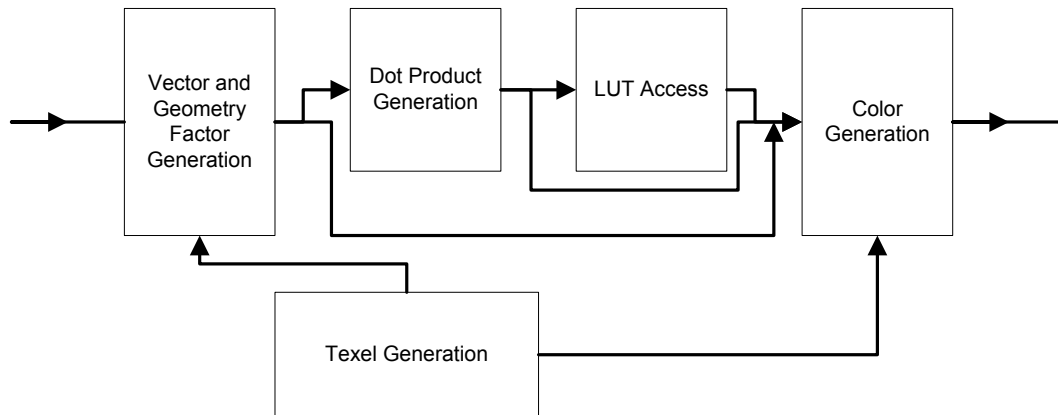 Vector and
Geometry
Factor
Generation
Dot Product
Generation
LUT Access
Color
Generation
Texel Generation